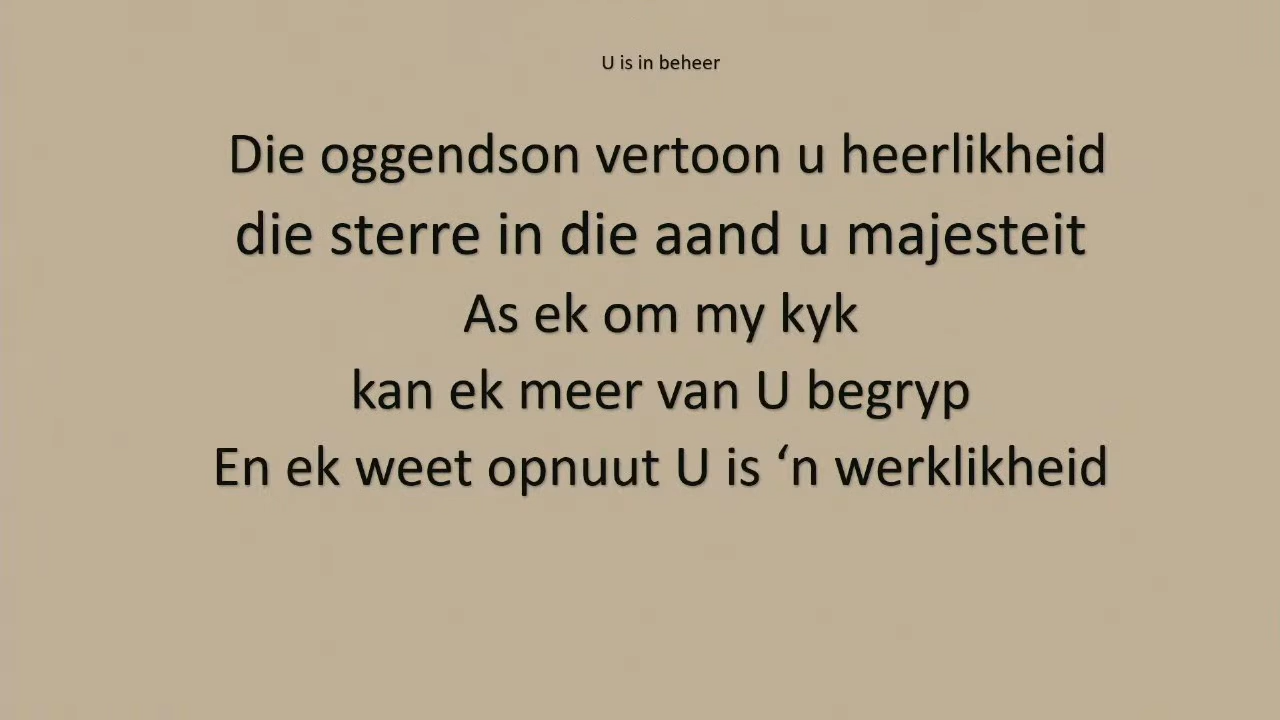 U is in beheer
Die oggendson vertoon u heerlikheid
die sterre in die aand u majesteit
As ek om my kyk
kan ek meer van U begryp
En ek weet opnuut U is ‘n werklikheid